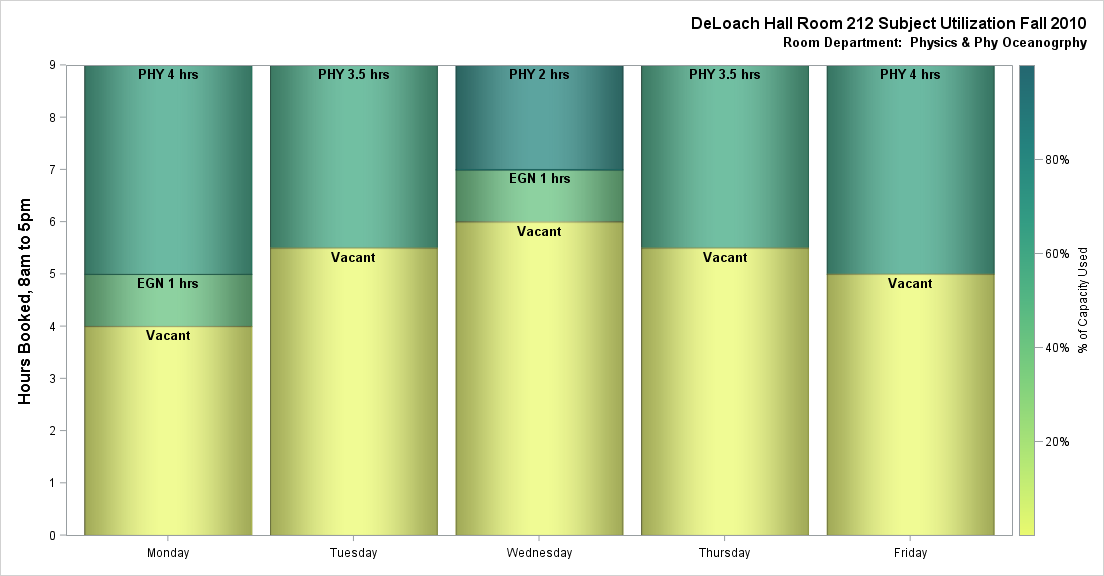 DeLoach Hall Room 212 Subject Utilization Fall 2010
Room Department:  Physics & Phy Oceanogrphy
Hours Booked, 8am to 5pm
9
8
7
6
5
4
3
2
1
0
PHY 4 hrs
EGN 1 hrs
Vacant
PHY 3.5 hrs
Vacant
PHY 2 hrs
EGN 1 hrs
Vacant
PHY 3.5 hrs
Vacant
PHY 4 hrs
Vacant
Monday
Tuesday
Wednesday
Thursday
Friday
80%
60%
40%
20%
% of Capacity Used